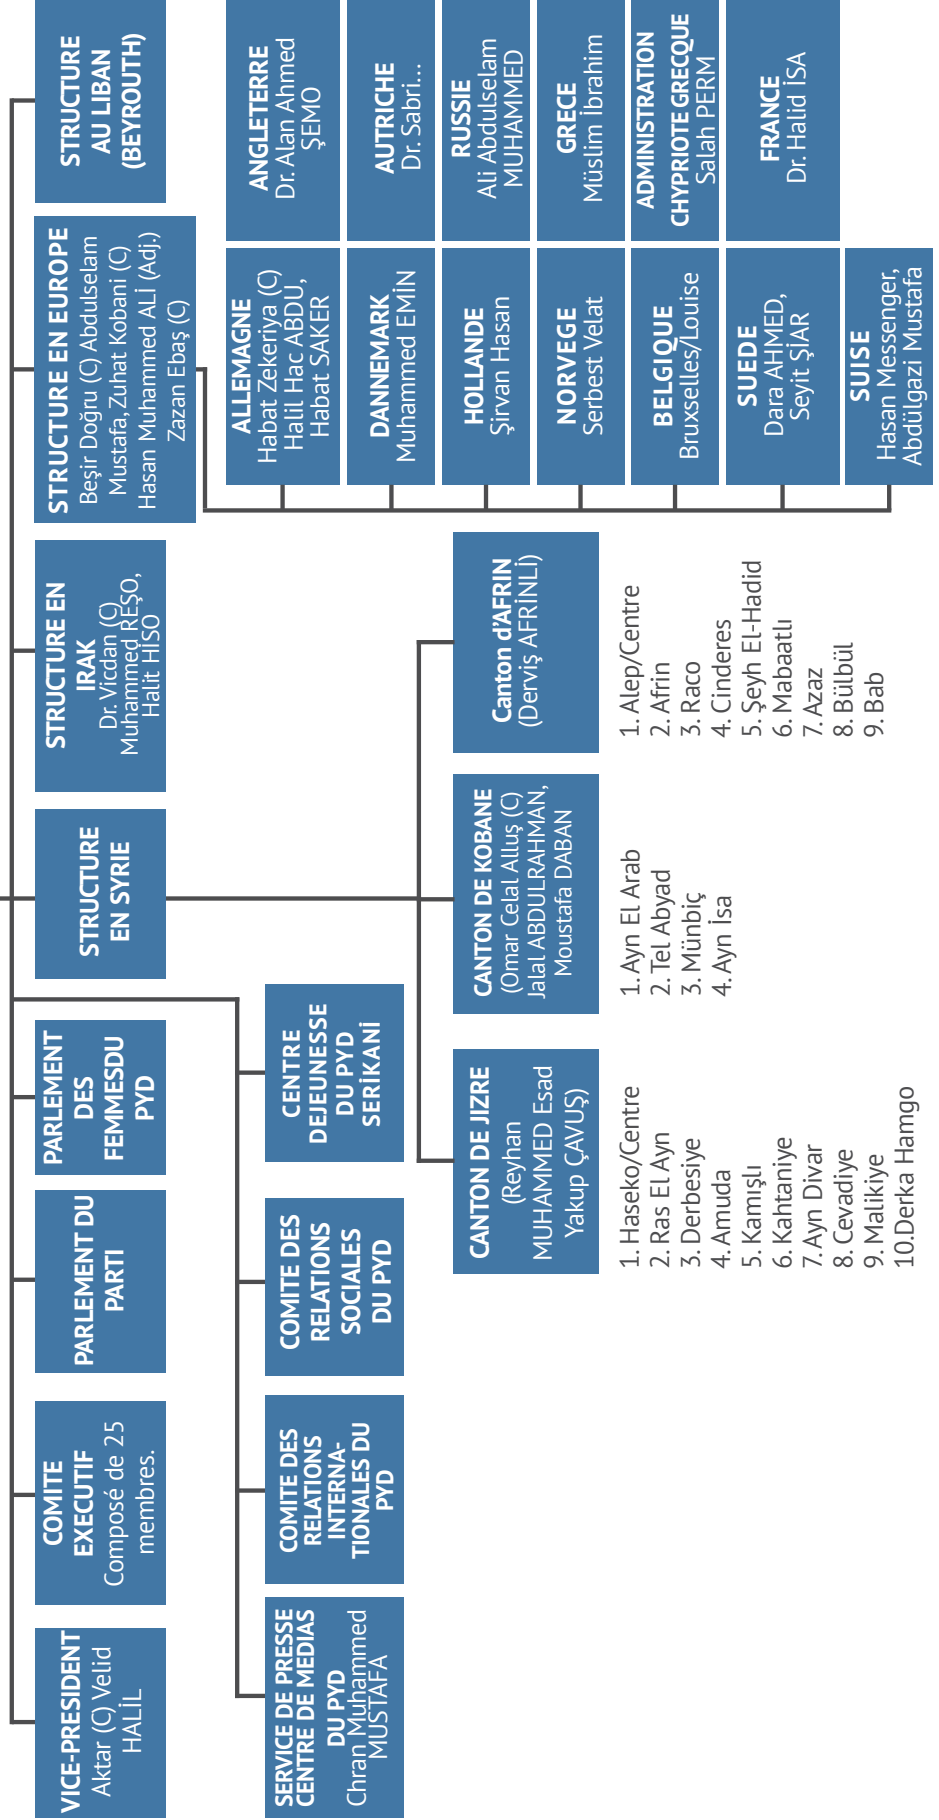 VICE-PRESIDENT
Aktar (C) Velid
HALİL
COMITE
EXECUTIF
Composé de 25
membres.
PARLEMENT DU
PARTI
PARLEMENT
DES
FEMMESDU
PYD
STRUCTURE
EN SYRIE
STRUCTURE EN
IRAK
Dr. Vicdan (C)
Muhammed REŞO,
Halit HİSO
STRUCTURE EN EUROPE
Beşir Doğru (C) Abdulselam
Mustafa, Zuhat Kobani (C)
Hasan Muhammed ALİ (Adj.)
Zazan Ebaş (C)
STRUCTURE
AU LIBAN
(BEYROUTH)
SERVICE DE PRESSE
CENTRE DE MEDIAS
DU PYD
Chran Muhammed
MUSTAFA
COMITE DES
RELATIONS
INTERNA-
TIONALES DU
PYD
COMITE DES
RELATIONS
SOCIALES
DU PYD
CENTRE
DEJEUNESSE
DU PYD
SERİKANİ
ALLEMAGNE
Habat Zekeriya (C)
Halil Hac ABDU,
Habat SAKER
ANGLETERRE
Dr. Alan Ahmed
ŞEMO
DANNEMARK
Muhammed EMİN
AUTRICHE
Dr. Sabri...
HOLLANDE
Şirvan Hasan
RUSSIE
Ali Abdulselam
MUHAMMED
NORVEGE
Serbest Velat
GRECE
Müslim İbrahim
BELGIQUE
Bruxselles/Louise
ADMINISTRATION
CHYPRIOTE GRECQUE
Salah PERM
SUEDE
Dara AHMED,
Seyit ŞİAR
FRANCE
Dr. Halid İSA
SUISE
Hasan Messenger,
Abdülgazi Mustafa
CANTON DE JIZRE
(Reyhan
MUHAMMED Esad
Yakup ÇAVUŞ)
1. Haseko/Centre
2. Ras El Ayn
3. Derbesiye
4. Amuda
5. Kamışlı
6. Kahtaniye
7. Ayn Divar
8. Cevadiye
9. Malikiye
10.Derka Hamgo
CANTON DE KOBANE
(Omar Celal Alluş (C)
Jalal ABDULRAHMAN,
Moustafa DABAN
1. Ayn El Arab
2. Tel Abyad
3. Münbiç
4. Ayn İsa
Canton d'AFRIN
(Derviş AFRİNLİ)
1. Alep/Centre
2. Afrin
3. Raco
4. Cinderes
5. Şeyh El-Hadid
6. Mabaatlı
7. Azaz
8. Bülbül
9. Bab